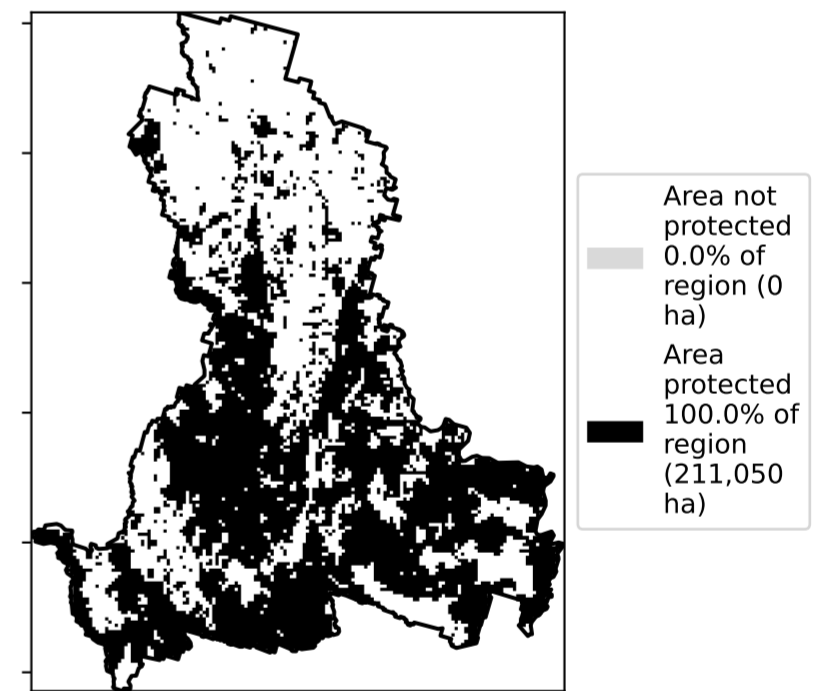 Area not
protected
0.0% of
region (0
ha)
Area
protected
100.0% of
region
(211,050
ha)